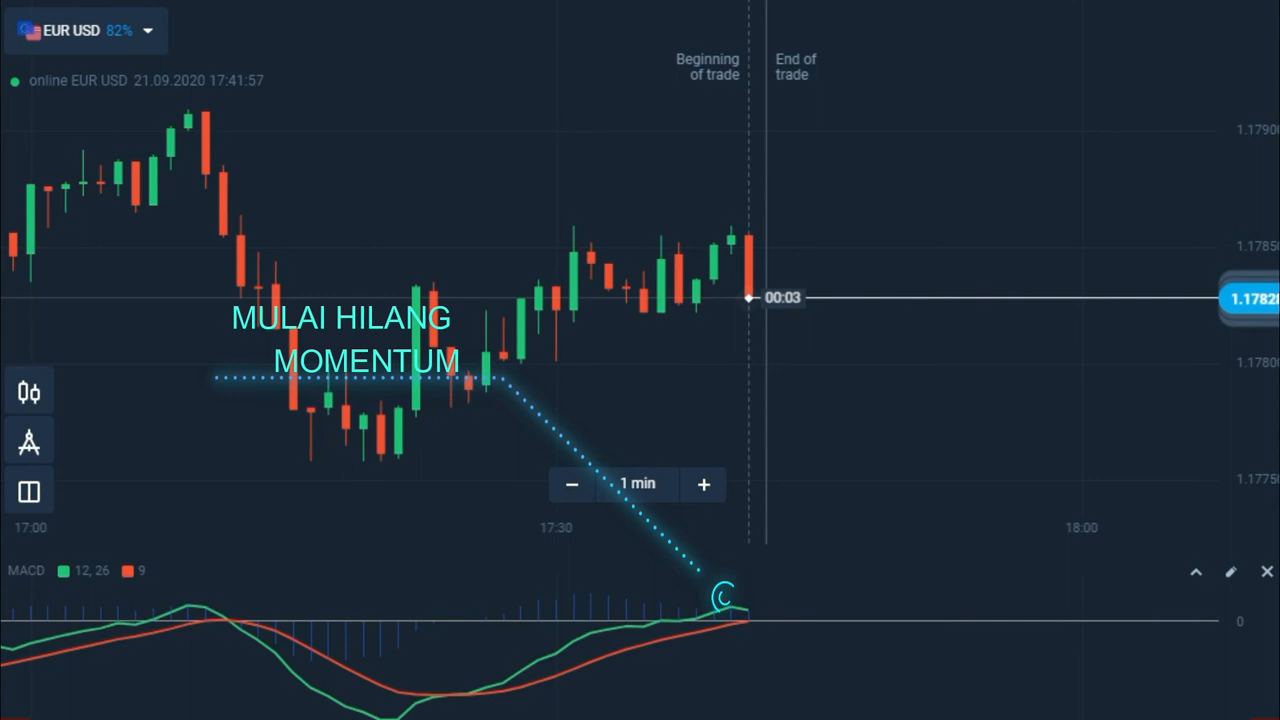 EUR USD 82%
online EUR USD 21.09.2020 17:41:57
Beginning
of trade
End of
trade
1.17900
1.17850
00:03
1.17828
MULAI HILANG
MOMENTUM
1.17800
1 min
1.17750
17:00
17:30
18:00
MACD 12, 26 9
0